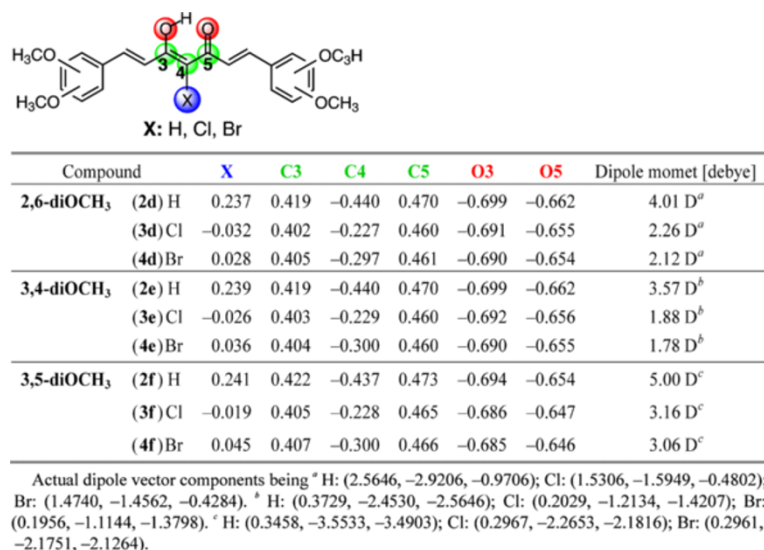 O H O
H₃CO 3 4 5 OC₃H
H₃CO X OCH₃
X: H, Cl, Br
Compound X C3 C4 C5 O3 O5 Dipole momet [debye]
2,6-diOCH₃ (2d) H 0.237 0.419 −0.440 0.470 −0.699 −0.662 4.01 Dᵃ
(3d) Cl −0.032 0.402 −0.227 0.460 −0.691 −0.655 2.26 Dᵃ
(4d) Br 0.028 0.405 −0.297 0.461 −0.690 −0.654 2.12 Dᵃ
3,4-diOCH₃ (2e) H 0.239 0.419 −0.440 0.470 −0.699 −0.662 3.57 Dᵇ
(3e) Cl −0.026 0.403 −0.229 0.460 −0.692 −0.656 1.88 Dᵇ
(4e) Br 0.036 0.404 −0.300 0.460 −0.690 −0.655 1.78 Dᵇ
3,5-diOCH₃ (2f) H 0.241 0.422 −0.437 0.473 −0.694 −0.654 5.00 Dᶜ
(3f) Cl −0.019 0.405 −0.228 0.465 −0.686 −0.647 3.16 Dᶜ
(4f) Br 0.045 0.407 −0.300 0.466 −0.685 −0.646 3.06 Dᶜ
Actual dipole vector components being ᵃ H: (2.5646, −2.9206, −0.9706); Cl: (1.5306, −1.5949, −0.4802);
Br: (1.4740, −1.4562, −0.4284). ᵇ H: (0.3729, −2.4530, −2.5646); Cl: (0.2029, −1.2134, −1.4207); Br:
(0.1956, −1.1144, −1.3798). ᶜ H: (0.3458, −3.5533, −3.4903); Cl: (0.2967, −2.2653, −2.1816); Br: (0.2961,
−2.1751, −2.1264).